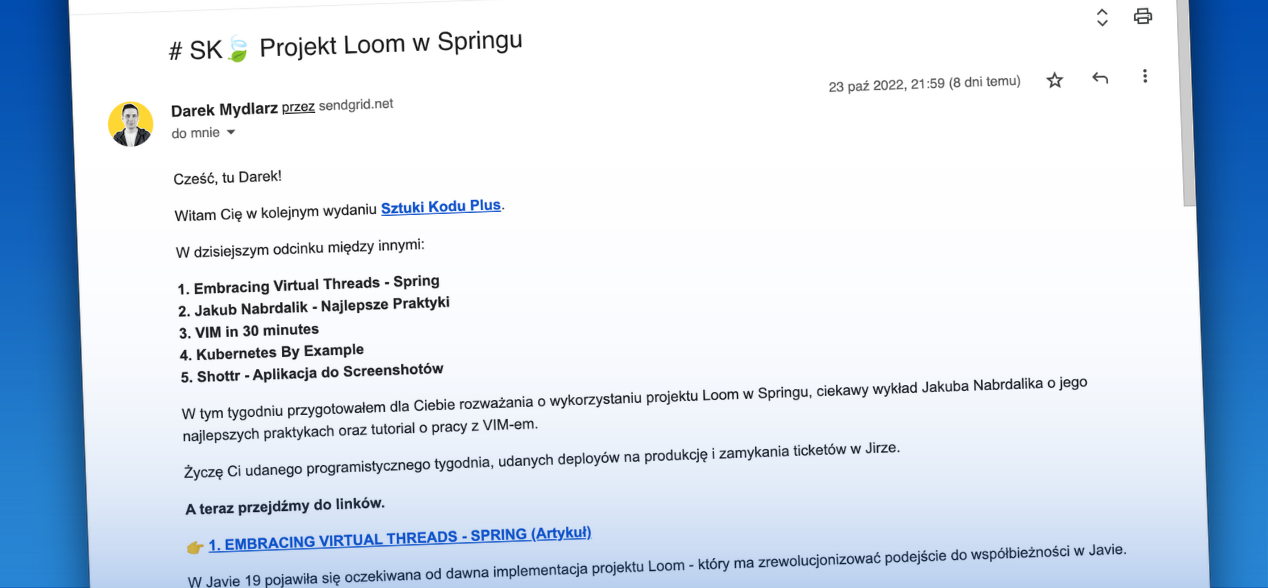 # SK🍃 Projekt Loom w Springu
Darek Mydlarz przez sendgrid.net
23 paź 2022, 21:59 (8 dni temu)
do mnie
Cześć, tu Darek!
Witam Cię w kolejnym wydaniu Sztuki Kodu Plus.
W dzisiejszym odcinku między innymi:
1. Embracing Virtual Threads - Spring
2. Jakub Nabrdalik - Najlepsze Praktyki
3. VIM in 30 minutes
4. Kubernetes By Example
5. Shottr - Aplikacja do Screenshotów
W tym tygodniu przygotowałem dla Ciebie rozważania o wykorzystaniu projektu Loom w Springu, ciekawy wykład Jakuba Nabrdalika o jego
najlepszych praktykach oraz tutorial o pracy z VIM-em.
Życzę Ci udanego programistycznego tygodnia, udanych deployów na produkcję i zamykania ticketów w Jirze.
A teraz przejdźmy do linków.
👉 1. EMBRACING VIRTUAL THREADS - SPRING (Artykuł)
W Javie 19 pojawiła się oczekiwana od dawna implementacja projektu Loom - który ma zrewolucjonizować podejście do współbieżności w Javie.